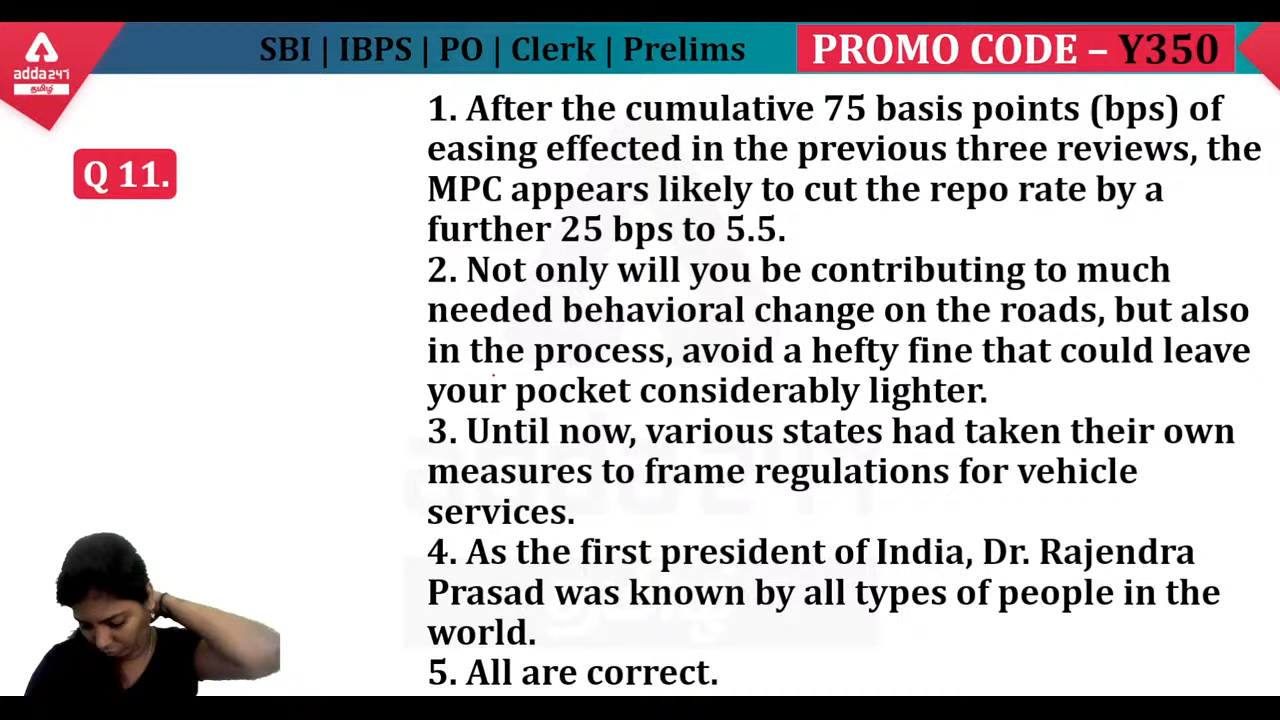 SBI | IBPS | PO | Clerk | Prelims
PROMO CODE – Y350
adda247
தமிழ்
Q 11.
1. After the cumulative 75 basis points (bps) of
easing effected in the previous three reviews, the
MPC appears likely to cut the repo rate by a
further 25 bps to 5.5.
2. Not only will you be contributing to much
needed behavioral change on the roads, but also
in the process, avoid a hefty fine that could leave
your pocket considerably lighter.
3. Until now, various states had taken their own
measures to frame regulations for vehicle
services.
4. As the first president of India, Dr. Rajendra
Prasad was known by all types of people in the
world.
5. All are correct.
adda247
தமிழ்